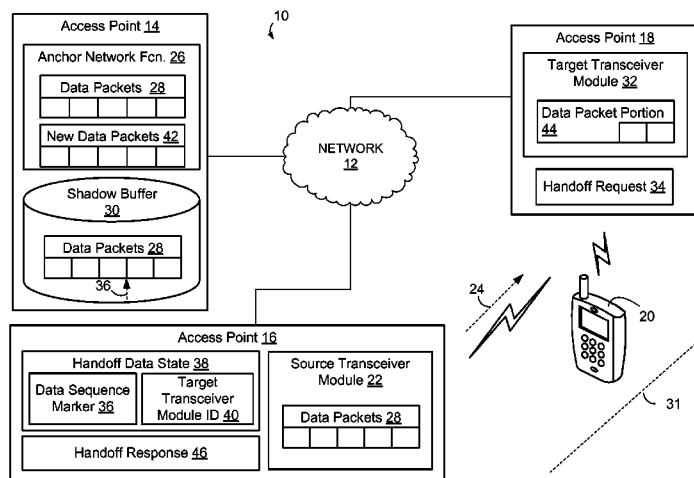 10
Access Point 14
Anchor Network Fcn. 26
Data Packets 28
New Data Packets 42
Shadow Buffer
30
Data Packets 28
36
NETWORK
12
Access Point 18
Target Transceiver
Module 32
Data Packet Portion
44
Handoff Request 34
24
20
31
Access Point 16
Handoff Data State 38
Data Sequence
Marker 36
Target
Transceiver
Module ID 40
Handoff Response 46
Source Transceiver
Module 22
Data Packets 28